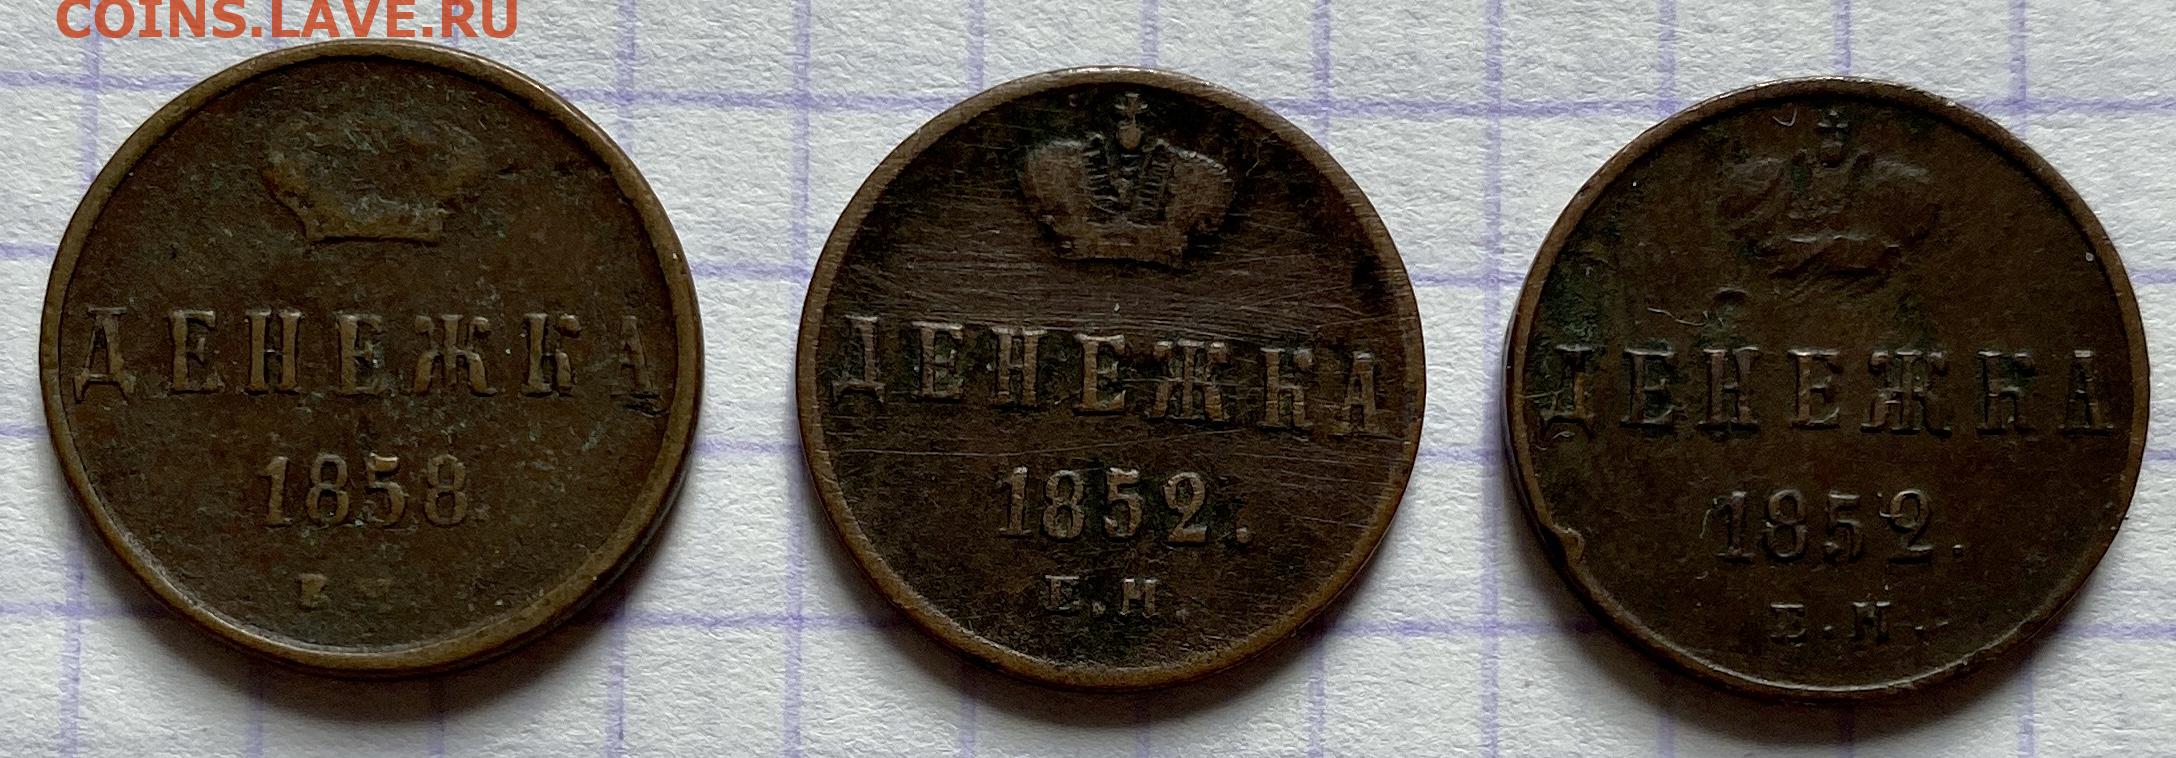 COINS.LAVE.RU
ДЕНЕЖКА
1858
Е.М.
ДЕНЕЖКА
1852.
Е.М.
ДЕНЕЖКА
1852.
Е.М.